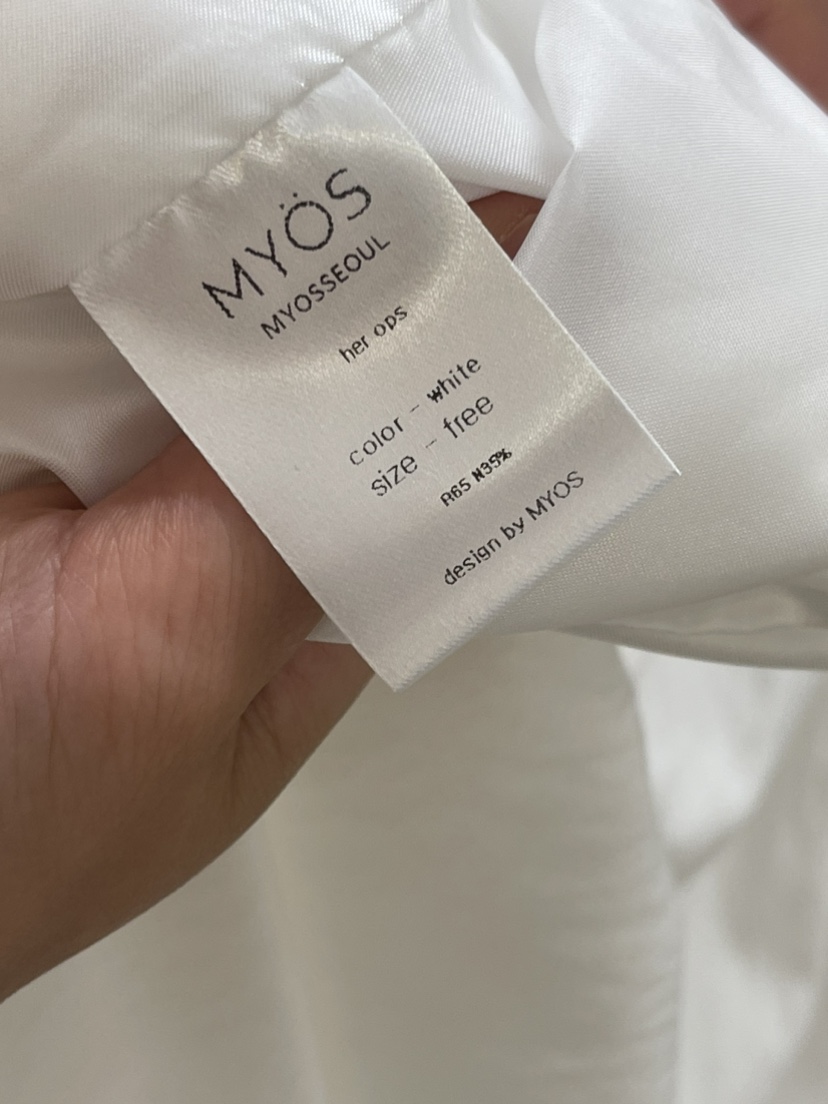 MYÖS
MYOSSEOUL
her ops
color - white
size - free
R65 N35%
design by MYOS